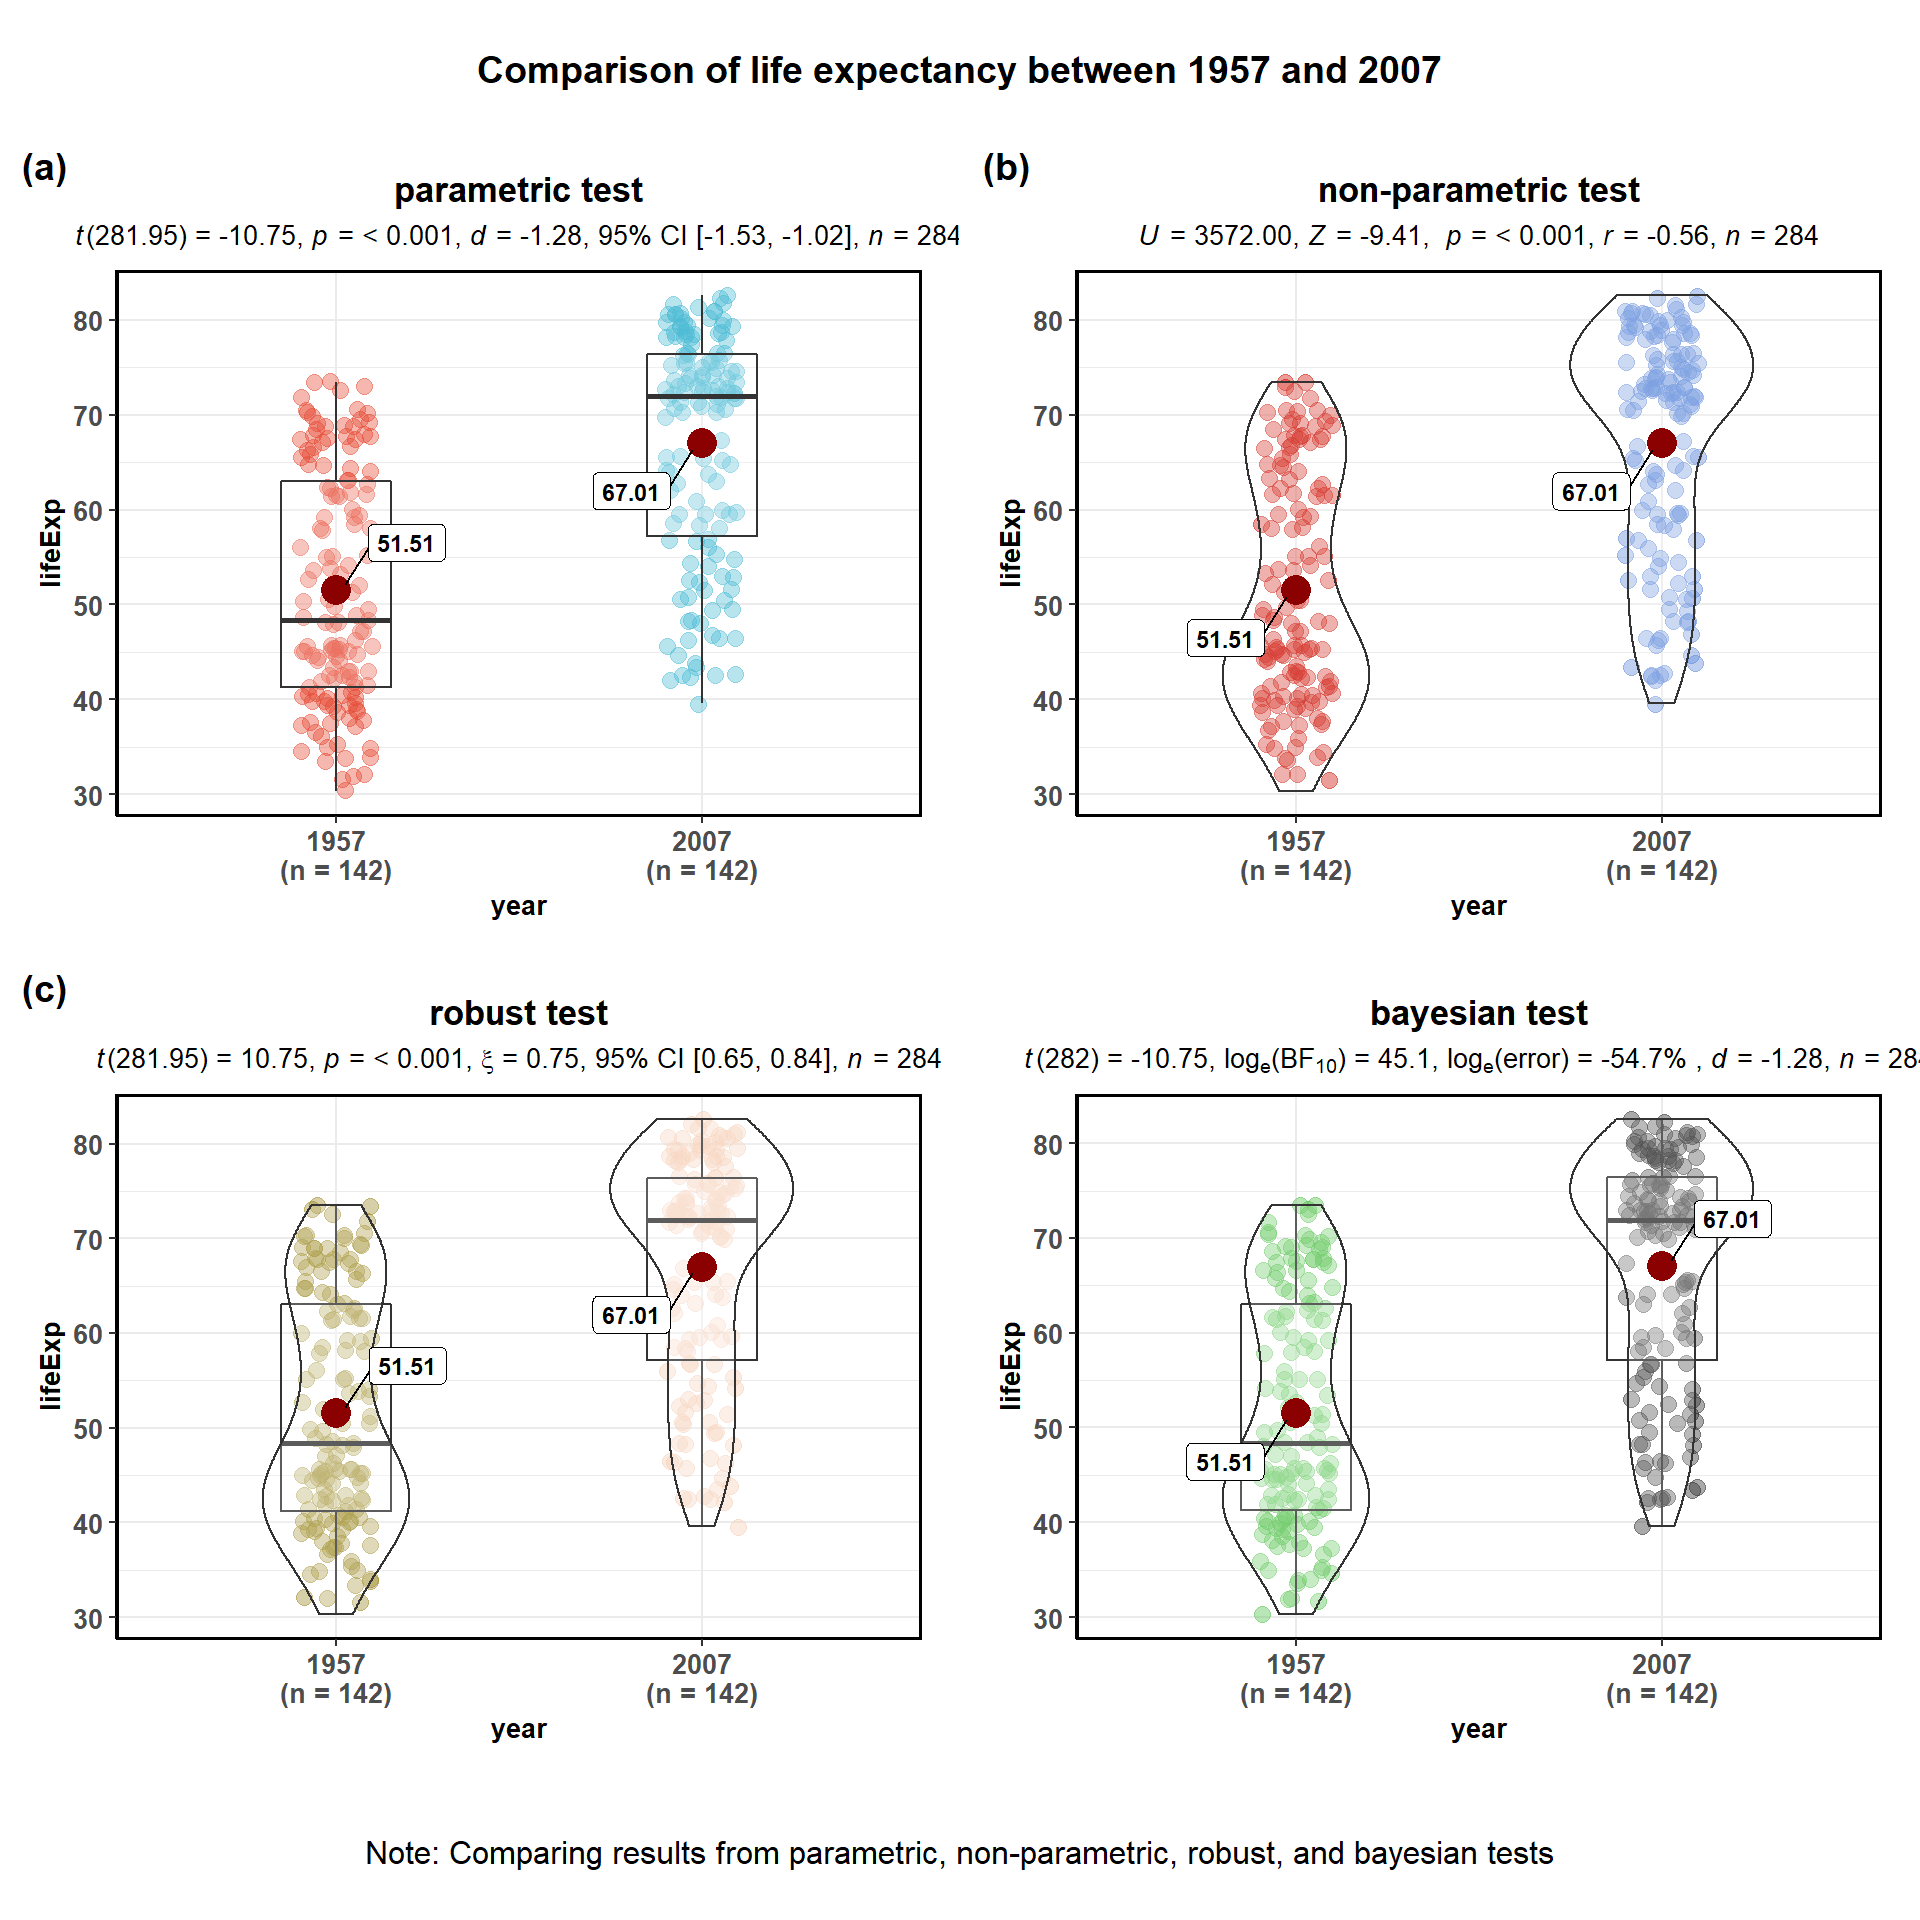 Comparison of life expectancy between 1957 and 2007
(a)
parametric test
t(281.95) = -10.75, p = < 0.001, d = -1.28, 95% CI [-1.53, -1.02], n = 284
lifeExp
80
70
60
50
40
30
51.51
67.01
1957
(n = 142)
2007
(n = 142)
year
(b)
non-parametric test
U = 3572.00, Z = -9.41, p = < 0.001, r = -0.56, n = 284
lifeExp
80
70
60
50
40
30
51.51
67.01
1957
(n = 142)
2007
(n = 142)
year
(c)
robust test
t(281.95) = 10.75, p = < 0.001, ξ = 0.75, 95% CI [0.65, 0.84], n = 284
lifeExp
80
70
60
50
40
30
51.51
67.01
1957
(n = 142)
2007
(n = 142)
year
bayesian test
t(282) = -10.75, logₑ(BF₁₀) = 45.1, logₑ(error) = -54.7% , d = -1.28, n = 284
lifeExp
80
70
60
50
40
30
51.51
67.01
1957
(n = 142)
2007
(n = 142)
year
Note: Comparing results from parametric, non-parametric, robust, and bayesian tests